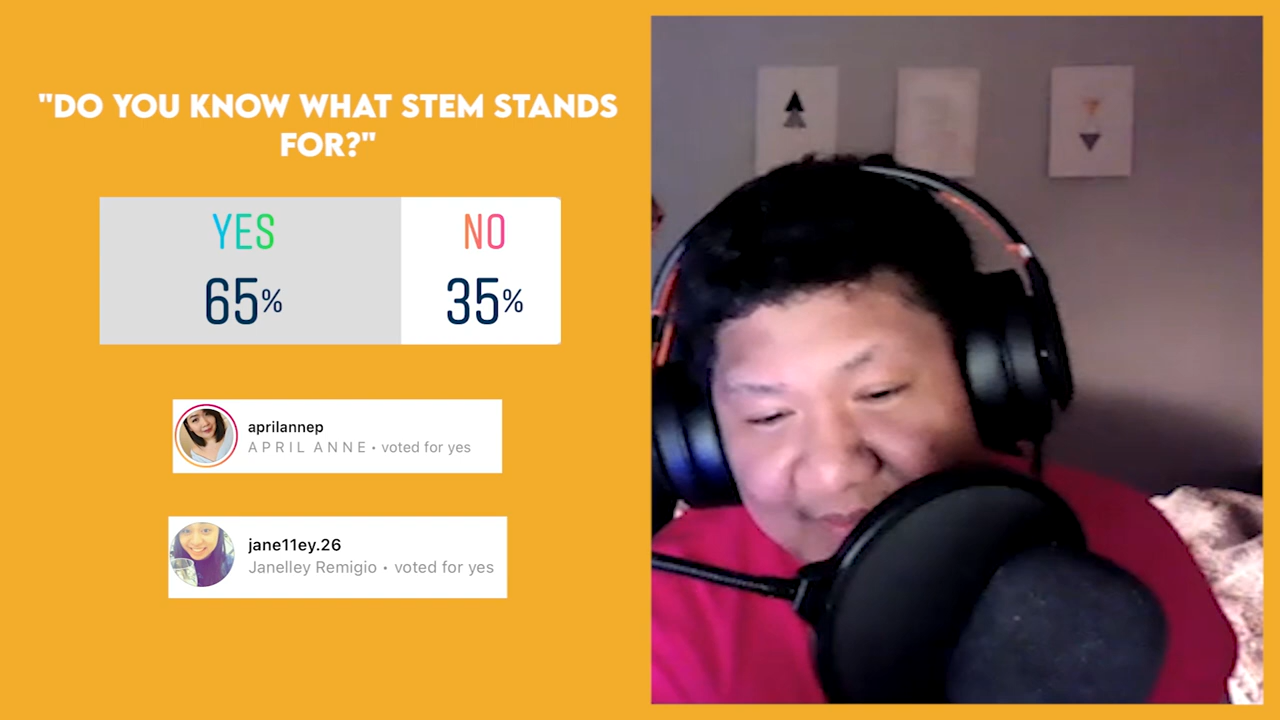 "DO YOU KNOW WHAT STEM STANDS
FOR?"
YES
NO
65%
35%
aprilannep
A P R I L A N N E • voted for yes
jane11ey.26
Janelley Remigio • voted for yes